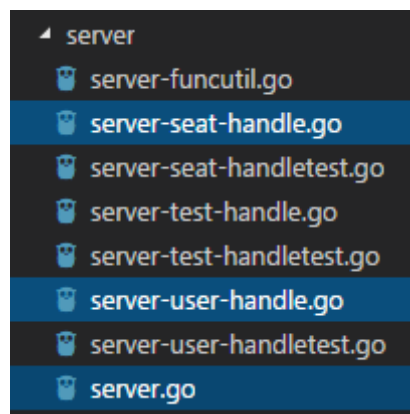 server
server-funcutil.go
server-seat-handle.go
server-seat-handletest.go
server-test-handle.go
server-test-handletest.go
server-user-handle.go
server-user-handletest.go
server.go